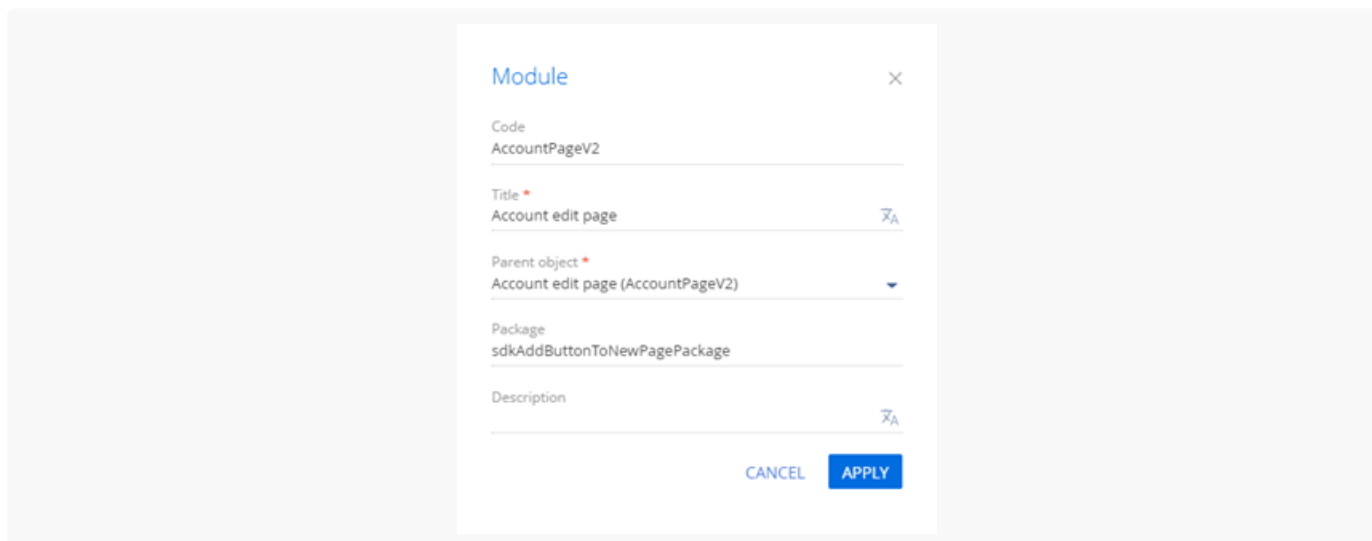 Module
Code
AccountPageV2
Title *
Account edit page
Parent object *
Account edit page (AccountPageV2)
Package
sdkAddButtonToNewPagePackage
Description
CANCEL APPLY